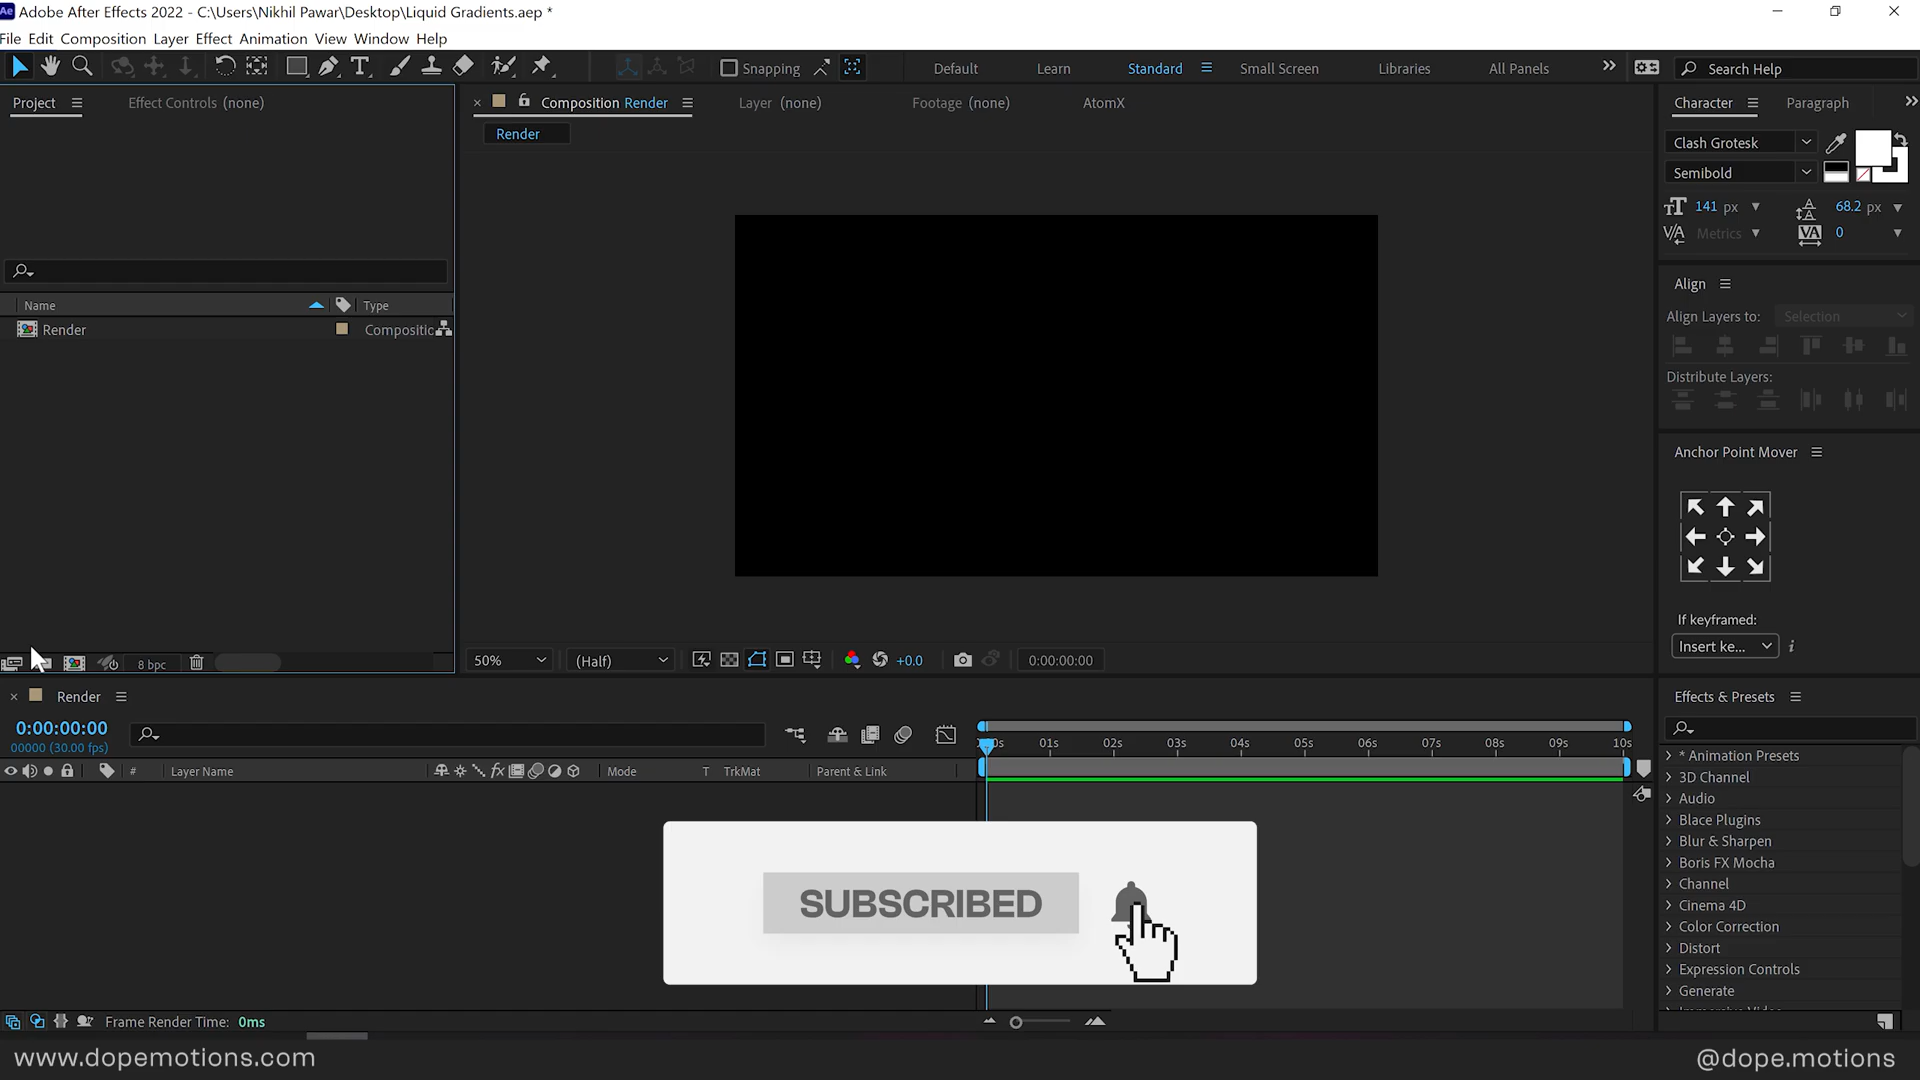 Adobe After Effects 2022 - C:\Users\Nikhil Pawar\Desktop\Liquid Gradients.aep *
File Edit Composition Layer Effect Animation View Window Help
Snapping
Default Learn Standard Small Screen Libraries All Panels
Search Help
Project Effect Controls (none)
Composition Render Layer (none) Footage (none) AtomX
Render
Name Type
Render Compositic
8 bpc
50% (Half) +0.0 0:00:00:00
Character Paragraph
Clash Grotesk
Semibold
141 px 68.2 px
Metrics 0
Align
Align Layers to: Selection
Distribute Layers:
Anchor Point Mover
If keyframed:
Insert ke...
Render
0:00:00:00
00000 (30.00 fps)
# Layer Name Mode T TrkMat Parent & Link
01s 02s 03s 04s 05s 06s 07s 08s 09s 10s
Effects & Presets
* Animation Presets
3D Channel
Audio
Blace Plugins
Blur & Sharpen
Boris FX Mocha
Channel
Cinema 4D
Color Correction
Distort
Expression Controls
Generate
SUBSCRIBED
Frame Render Time: 0ms
www.dopemotions.com
@dope.motions